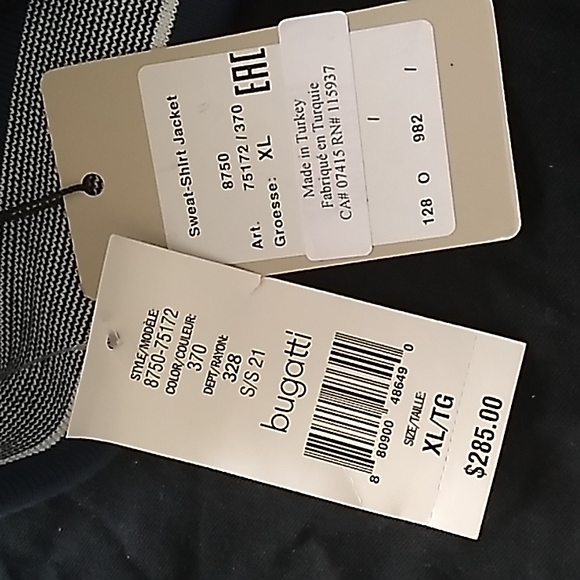 Sweat-Shirt Jacket
8750
Art. 75172 / 370
Groesse: XL
EAC
Made in Turkey
Fabriqué en Turquie
CA# 07415 RN# 115937
128 O 982 /
/
STYLE/MODÈLE:
8750-75172
COLOR/COULEUR:
370
DEPT/RAYON:
328
S/S 21
bugatti
8 80900 48649 0
SIZE/TAILLE:
XL/TG
$285.00